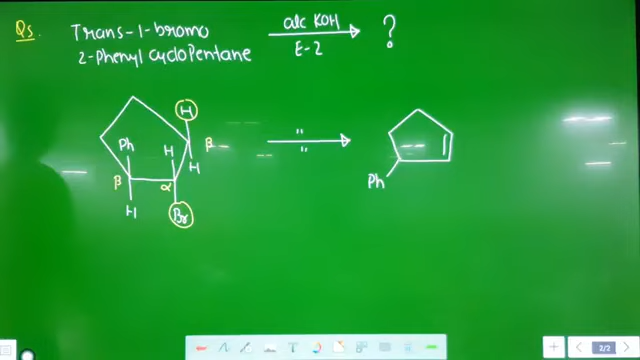 Qs.
Trans-1-bromo
2-Phenyl cycloPentane
alc KOH
E-2
?
H
Ph
H
β
H
β
α
H
Br
"
"
Ph
2/2